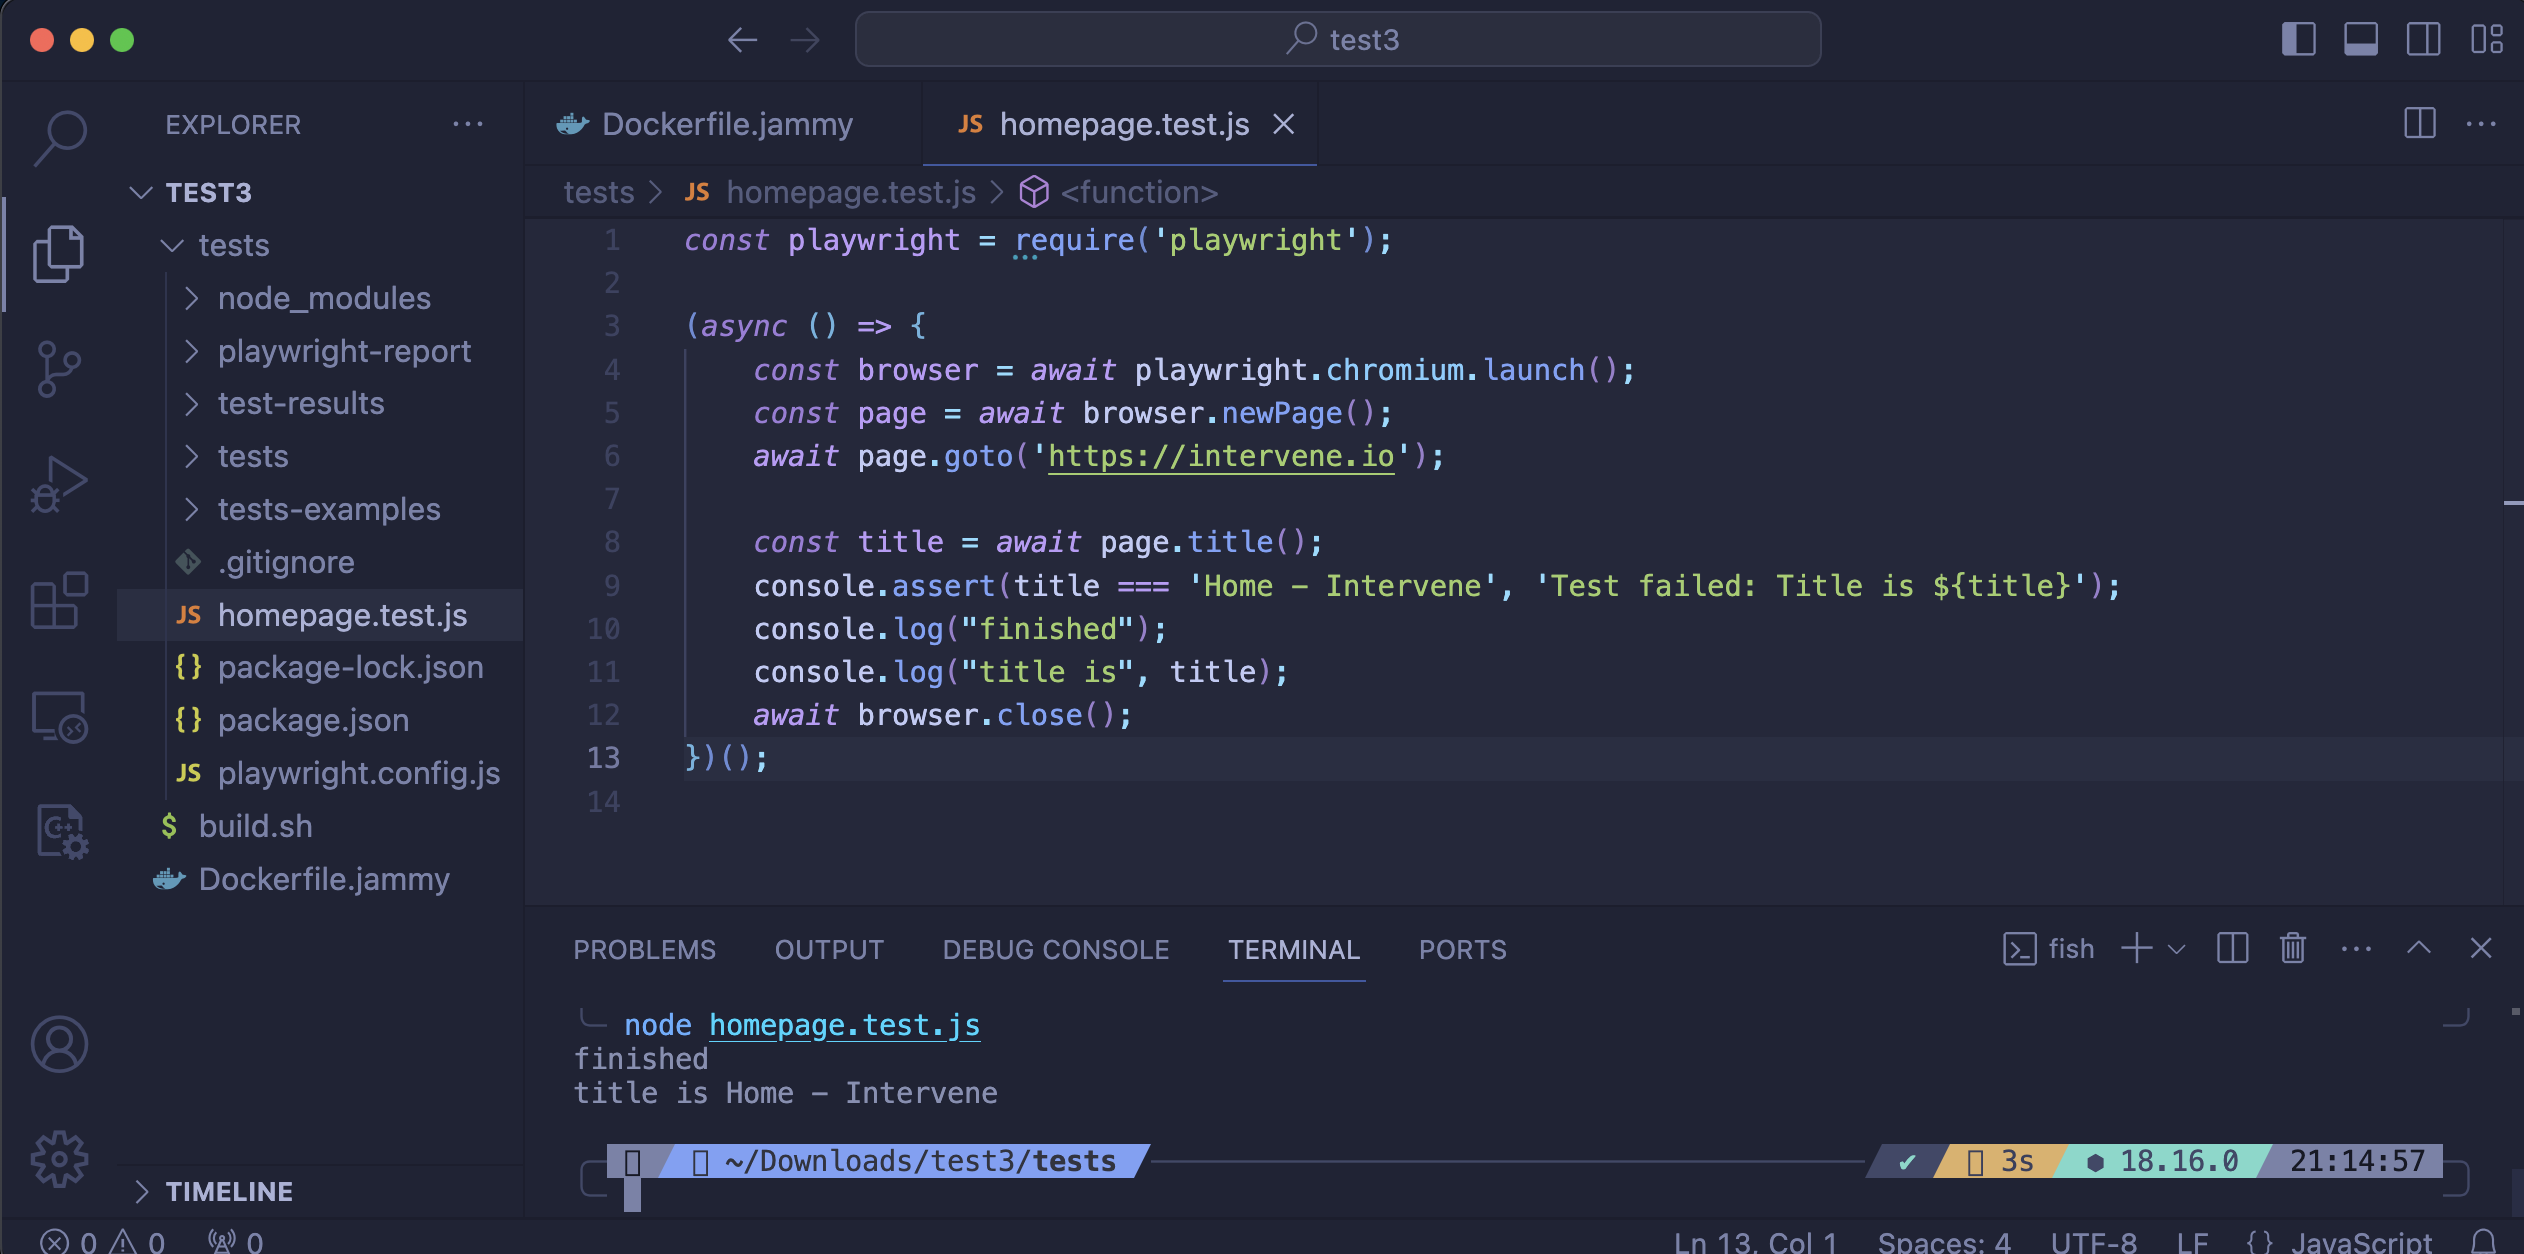 test3
EXPLORER
TEST3
tests
node_modules
playwright-report
test-results
tests
tests-examples
.gitignore
JS homepage.test.js
{} package-lock.json
{} package.json
JS playwright.config.js
$ build.sh
Dockerfile.jammy
TIMELINE
Dockerfile.jammy
JS homepage.test.js
tests > JS homepage.test.js > <function>
1 const playwright = require('playwright');
2
3 (async () => {
4 const browser = await playwright.chromium.launch();
5 const page = await browser.newPage();
6 await page.goto('https://intervene.io');
7
8 const title = await page.title();
9 console.assert(title === 'Home – Intervene', 'Test failed: Title is ${title}');
10 console.log("finished");
11 console.log("title is", title);
12 await browser.close();
13 })();
14
PROBLEMS OUTPUT DEBUG CONSOLE TERMINAL PORTS
fish
node homepage.test.js
finished
title is Home – Intervene
~/Downloads/test3/tests
✔ 3s 18.16.0 21:14:57
0 0 0
Ln 13, Col 1 Spaces: 4 UTF-8 LF {} JavaScript